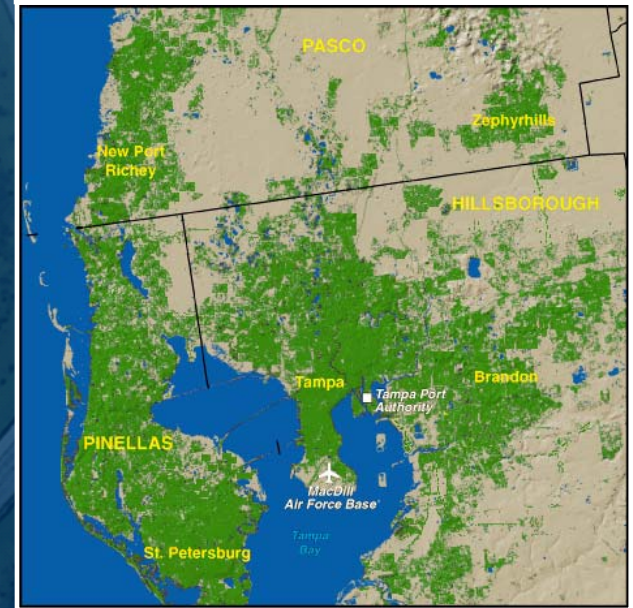 PASCO
Zephyrhills
New Port
Richey
HILLSBOROUGH
Tampa
Brandon
Tampa Port
Authority
PINELLAS
MacDill
Air Force Base
St. Petersburg
Tampa
Bay